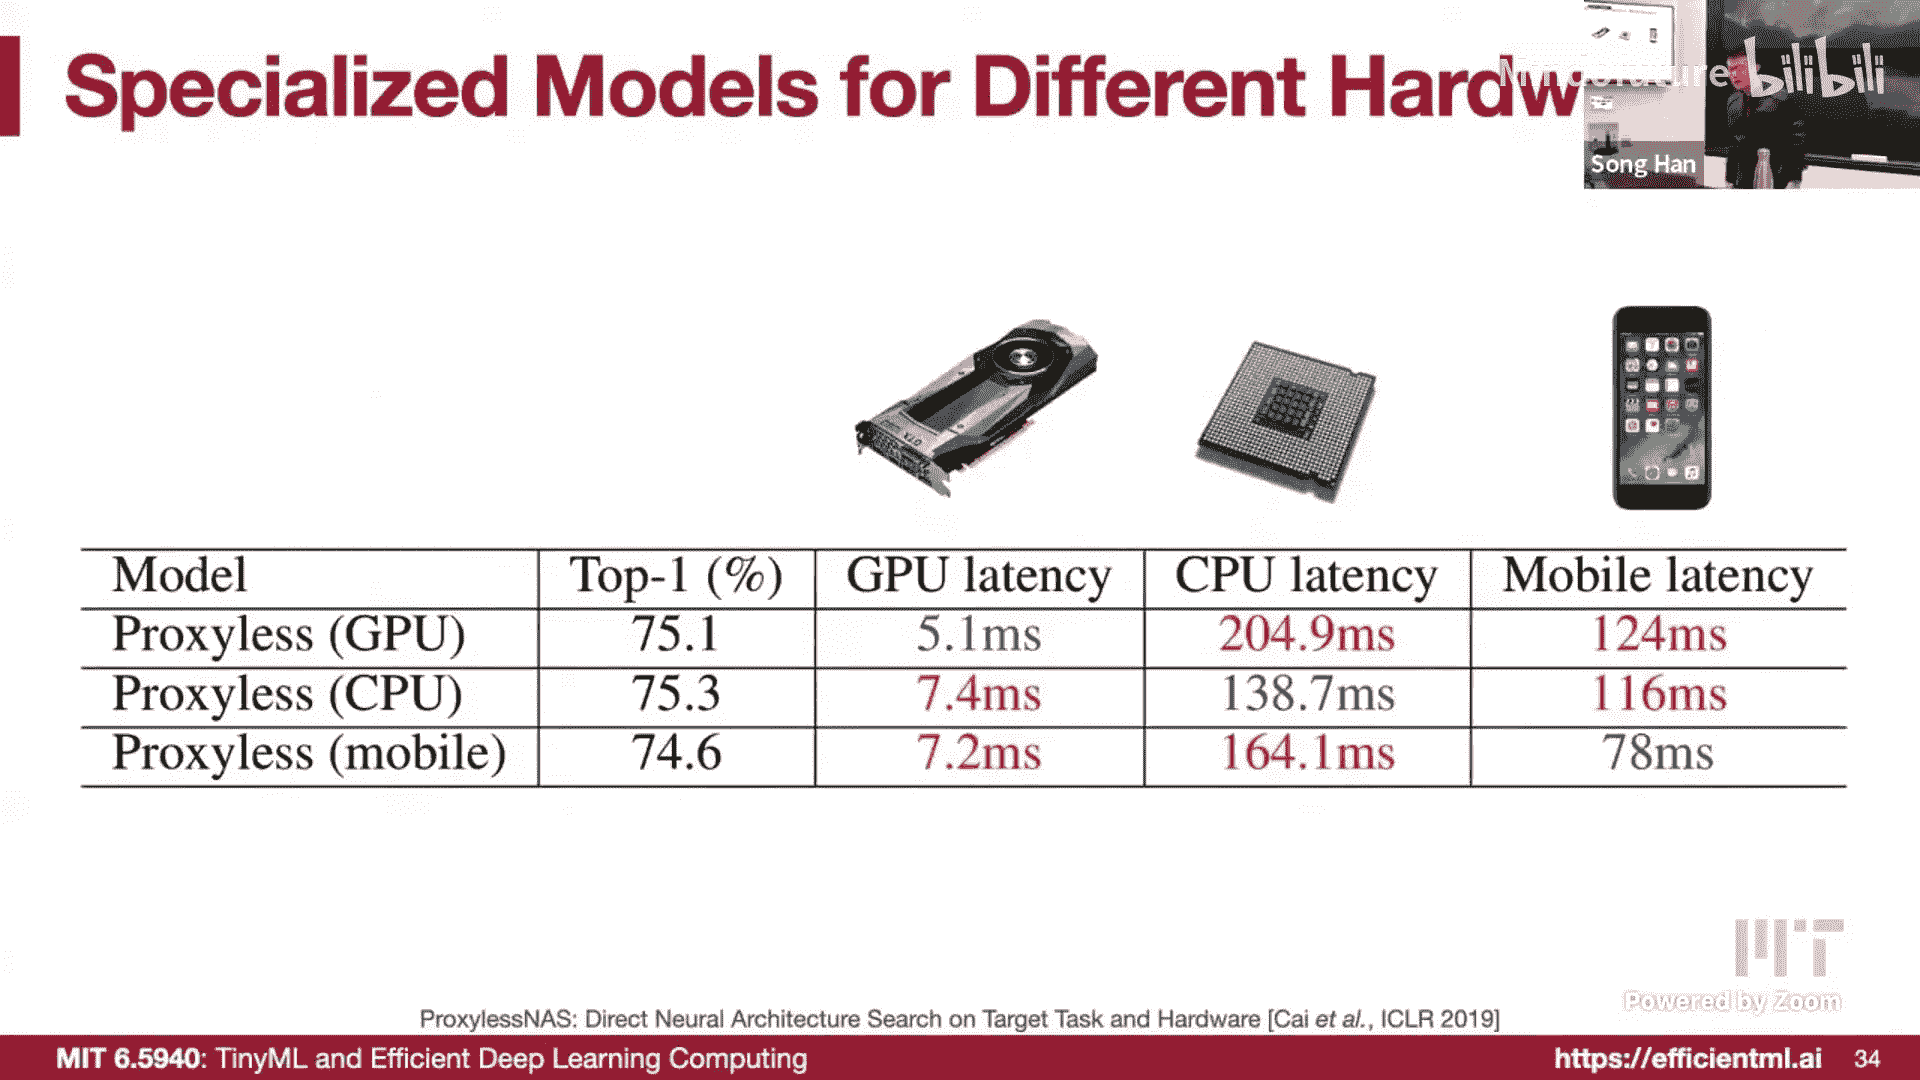 Specialized Models for Different Hardw
bilibili
Song Han
Model Top-1 (%) GPU latency CPU latency Mobile latency
Proxyless (GPU) 75.1 5.1ms 204.9ms 124ms
Proxyless (CPU) 75.3 7.4ms 138.7ms 116ms
Proxyless (mobile) 74.6 7.2ms 164.1ms 78ms
MIT
Powered by Zoom
ProxylessNAS: Direct Neural Architecture Search on Target Task and Hardware [Cai et al., ICLR 2019]
MIT 6.5940: TinyML and Efficient Deep Learning Computing https://efficientml.ai 34